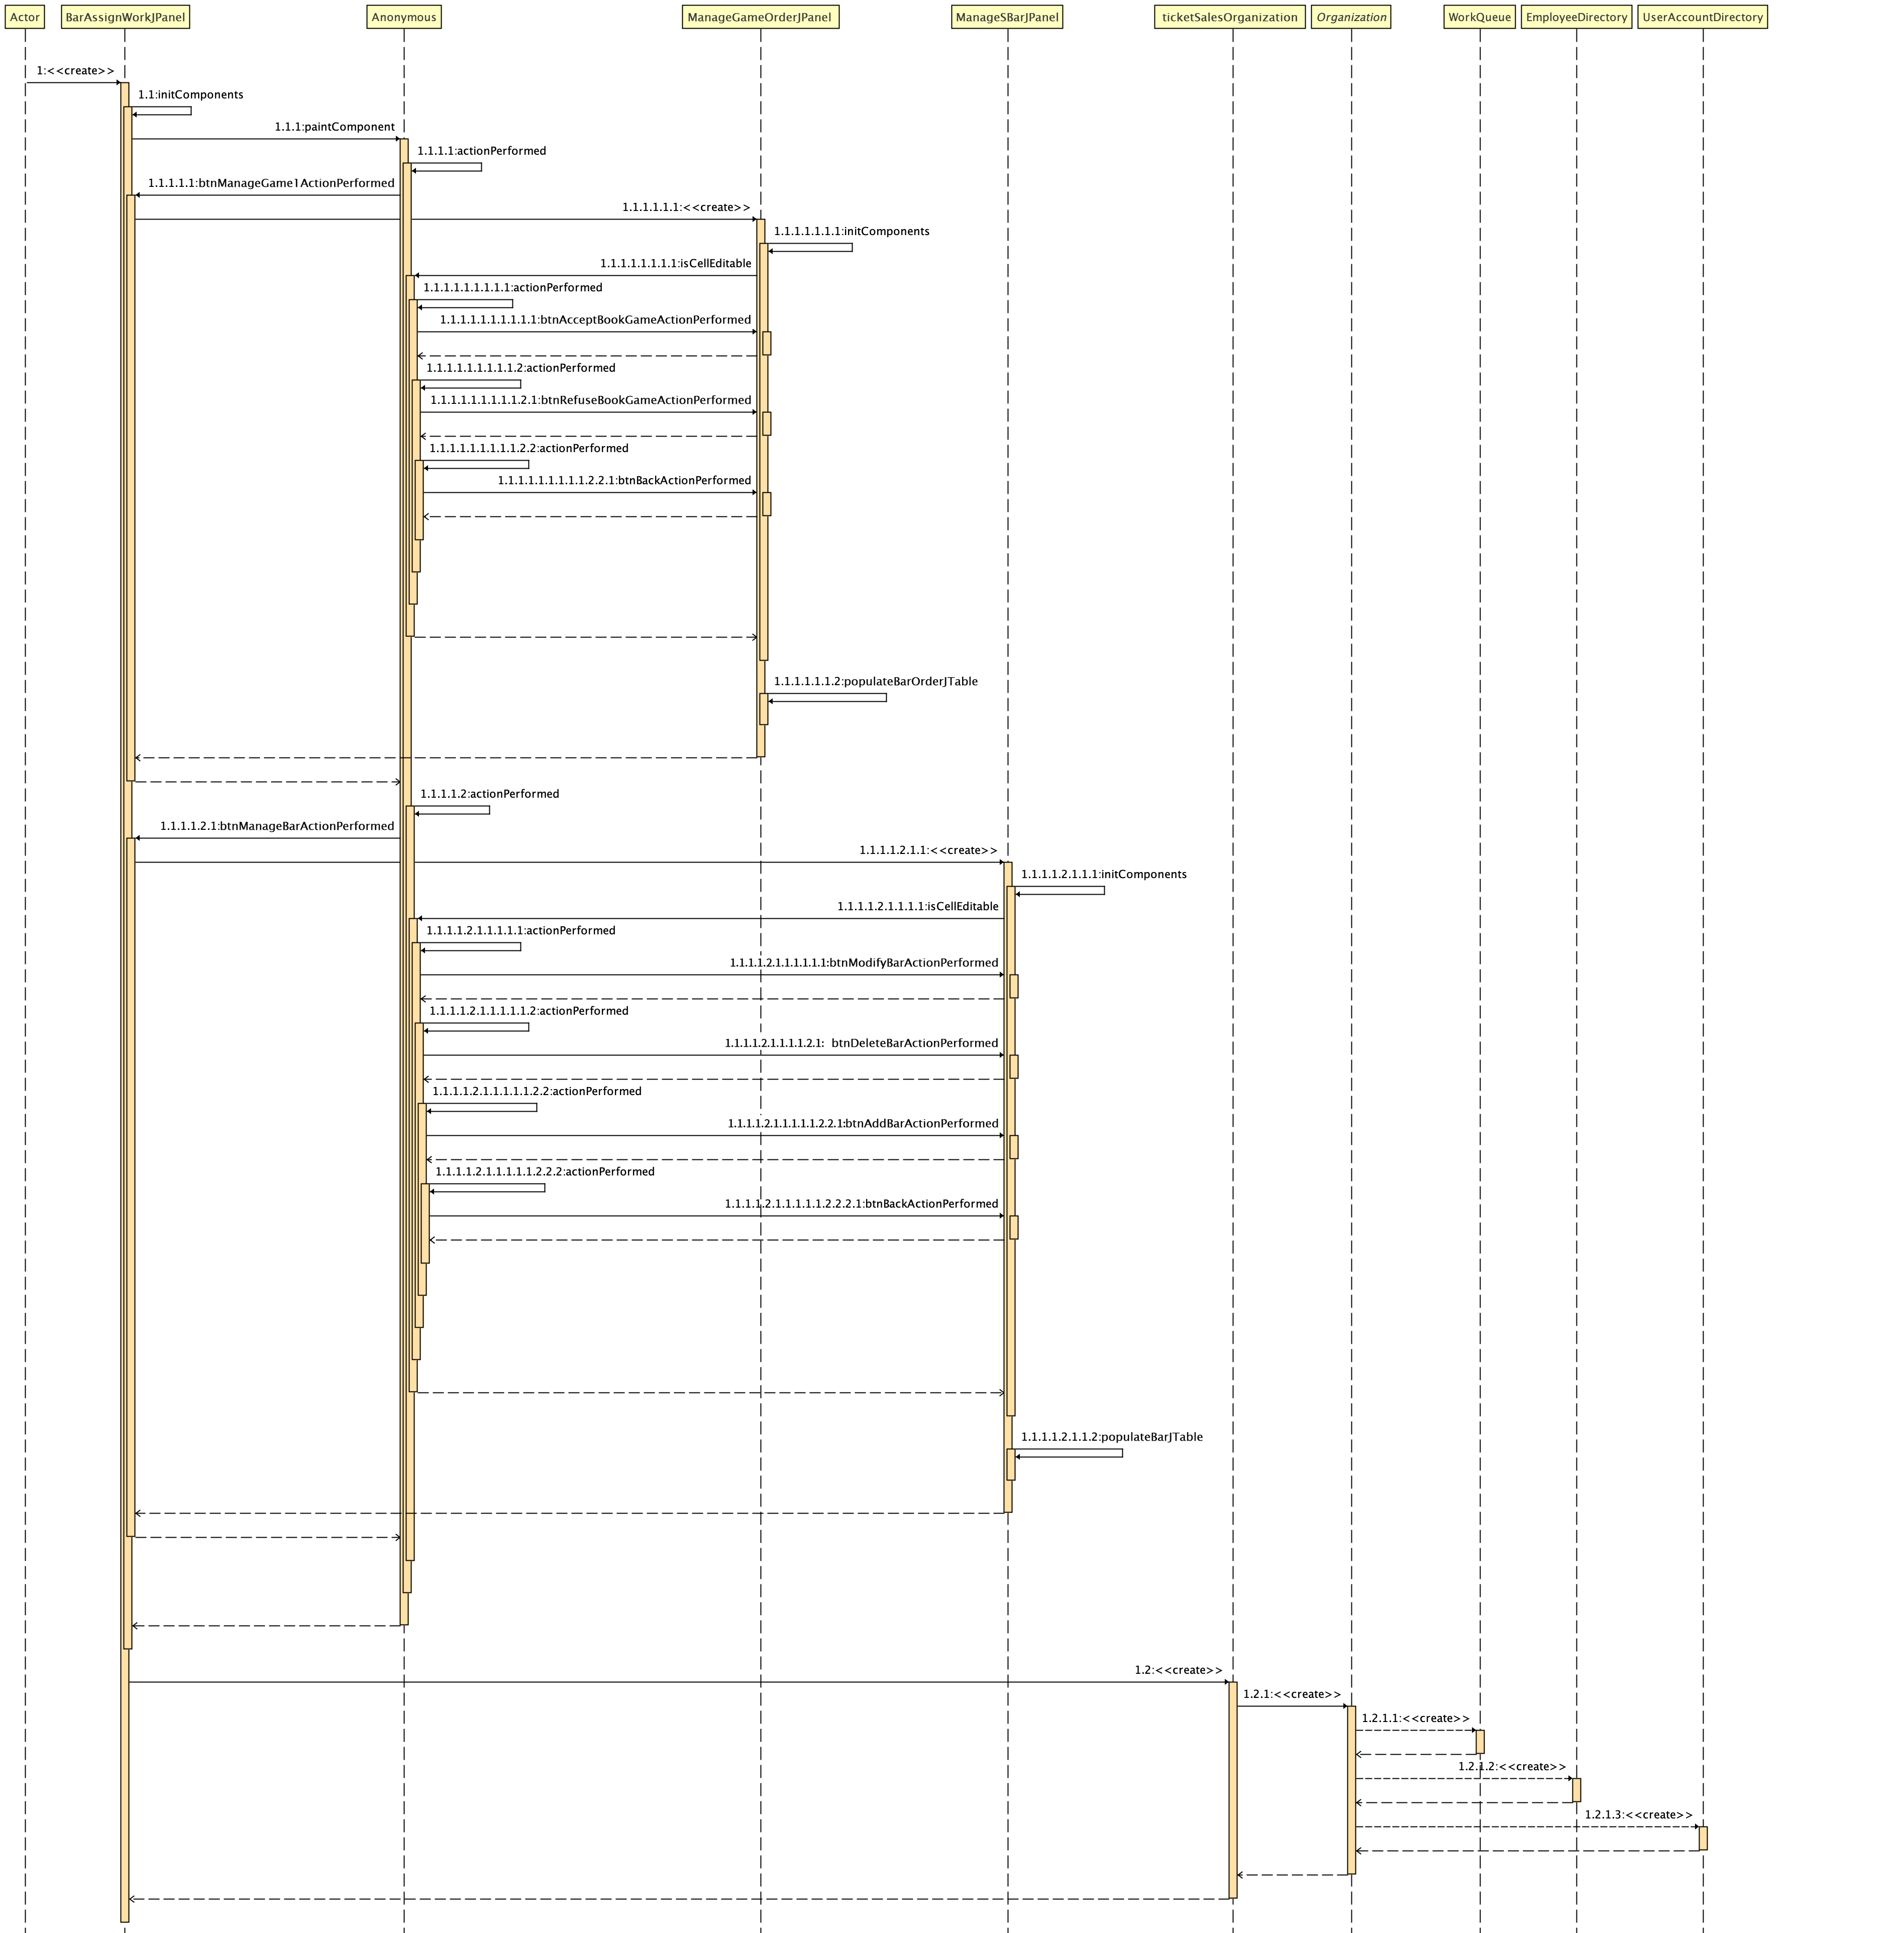 Actor
BarAssignWorkJPanel
Anonymous
ManageGameOrderJPanel
ManageSBarJPanel
ticketSalesOrganization
Organization
WorkQueue
EmployeeDirectory
UserAccountDirectory
1:<<create>>
1.1:initComponents
1.1.1:paintComponent
1.1.1.1:actionPerformed
1.1.1.1.1:btnManageGame1ActionPerformed
1.1.1.1.1.1:<<create>>
1.1.1.1.1.1.1:initComponents
1.1.1.1.1.1.1.1:isCellEditable
1.1.1.1.1.1.1.1.1:actionPerformed
1.1.1.1.1.1.1.1.1.1:btnAcceptBookGameActionPerformed
1.1.1.1.1.1.1.1.1.2:actionPerformed
1.1.1.1.1.1.1.1.1.2.1:btnRefuseBookGameActionPerformed
1.1.1.1.1.1.1.1.1.2.2:actionPerformed
1.1.1.1.1.1.1.1.1.2.2.1:btnBackActionPerformed
1.1.1.1.1.1.2:populateBarOrderJTable
1.1.1.1.2:actionPerformed
1.1.1.1.2.1:btnManageBarActionPerformed
1.1.1.1.2.1.1:<<create>>
1.1.1.1.2.1.1.1:initComponents
1.1.1.1.2.1.1.1.1:isCellEditable
1.1.1.1.2.1.1.1.1.1:actionPerformed
1.1.1.1.2.1.1.1.1.1.1:btnModifyBarActionPerformed
1.1.1.1.2.1.1.1.1.1.2:actionPerformed
1.1.1.1.2.1.1.1.1.2.1: btnDeleteBarActionPerformed
1.1.1.1.2.1.1.1.1.1.2.2:actionPerformed
1.1.1.1.2.1.1.1.1.1.2.2.1:btnAddBarActionPerformed
1.1.1.1.2.1.1.1.1.1.2.2.2:actionPerformed
1.1.1.1.2.1.1.1.1.1.2.2.2.1:btnBackActionPerformed
1.1.1.1.2.1.1.2:populateBarJTable
1.2:<<create>>
1.2.1:<<create>>
1.2.1.1:<<create>>
1.2.1.2:<<create>>
1.2.1.3:<<create>>